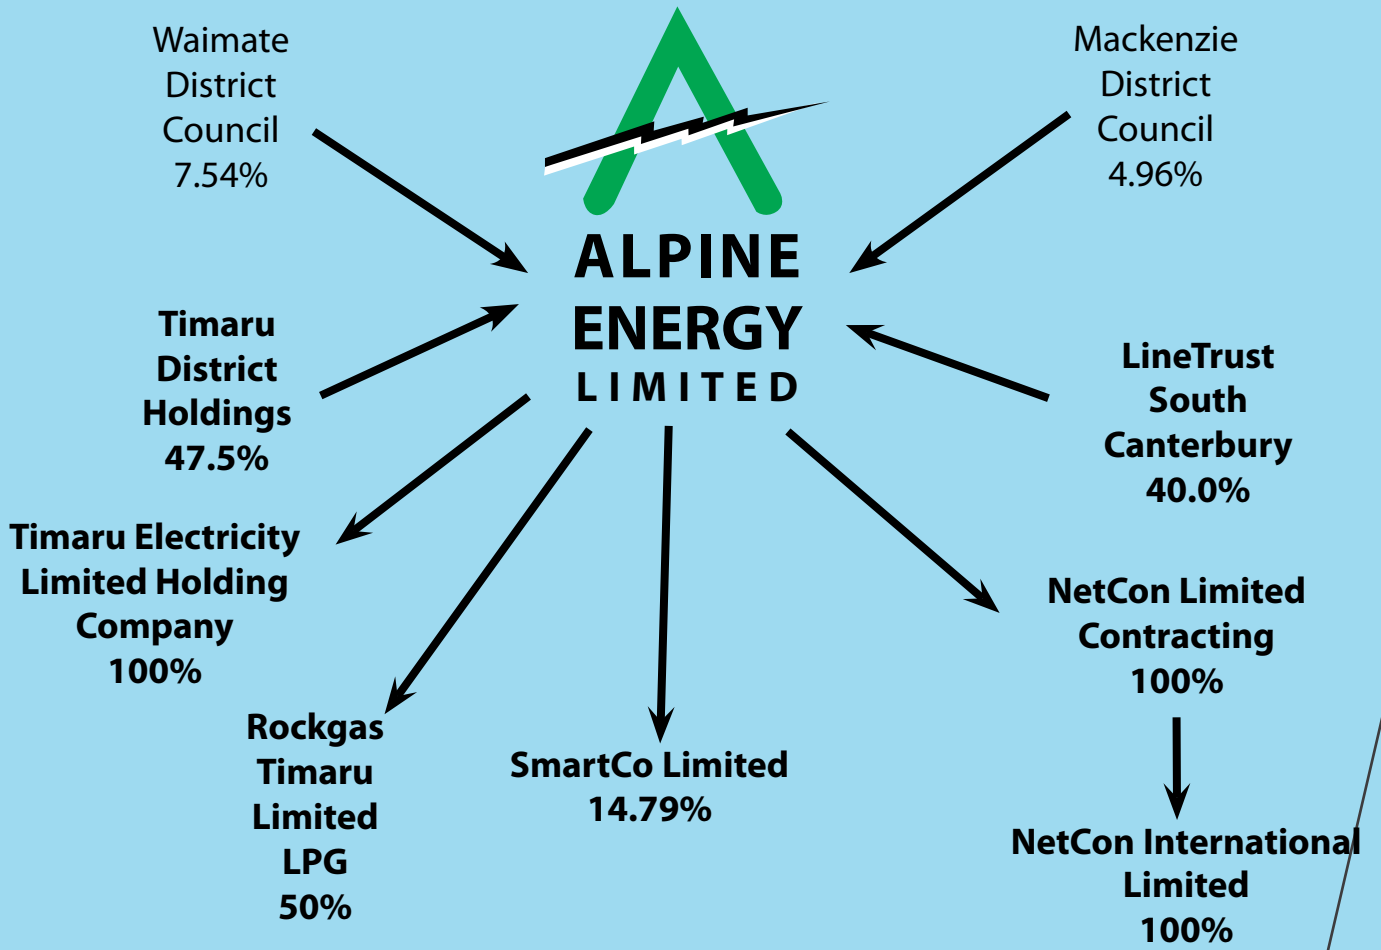 Waimate
District
Council
7.54%
Mackenzie
District
Council
4.96%
ALPINE
ENERGY
LIMITED
Timaru
District
Holdings
47.5%
LineTrust
South
Canterbury
40.0%
Timaru Electricity
Limited Holding
Company
100%
Rockgas
Timaru
Limited
LPG
50%
SmartCo Limited
14.79%
NetCon Limited
Contracting
100%
NetCon International
Limited
100%